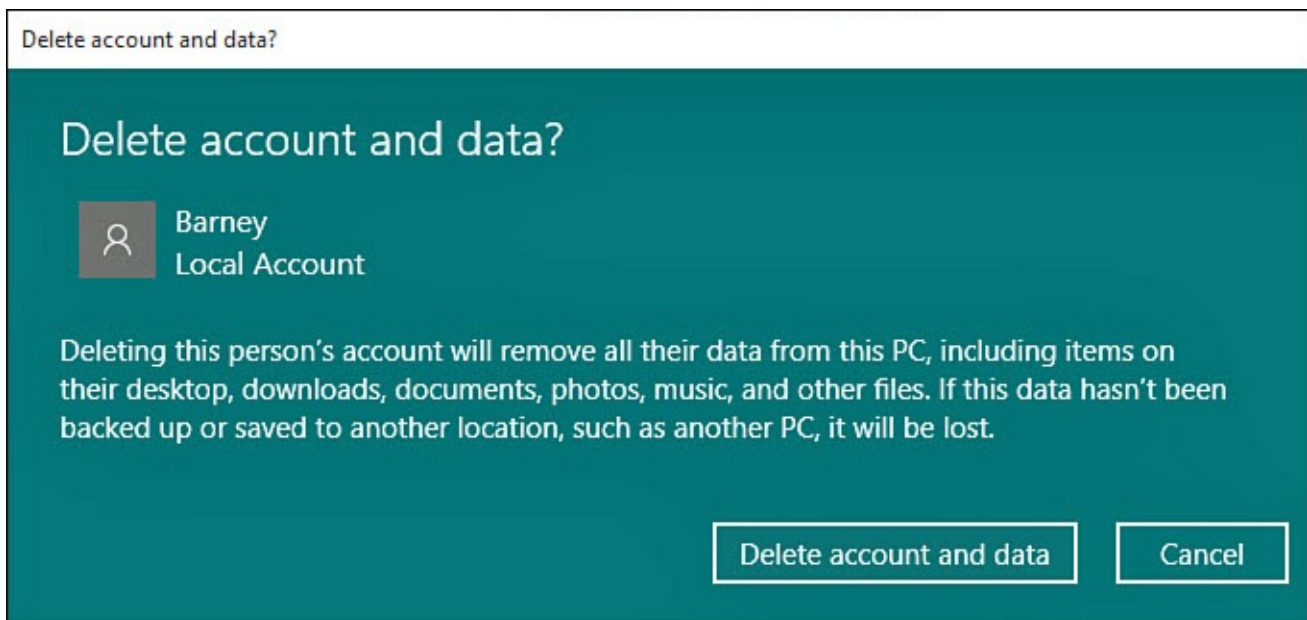 Delete account and data?
Delete account and data?
Barney
Local Account
Deleting this person’s account will remove all their data from this PC, including items on
their desktop, downloads, documents, photos, music, and other files. If this data hasn’t been
backed up or saved to another location, such as another PC, it will be lost.
Delete account and data Cancel